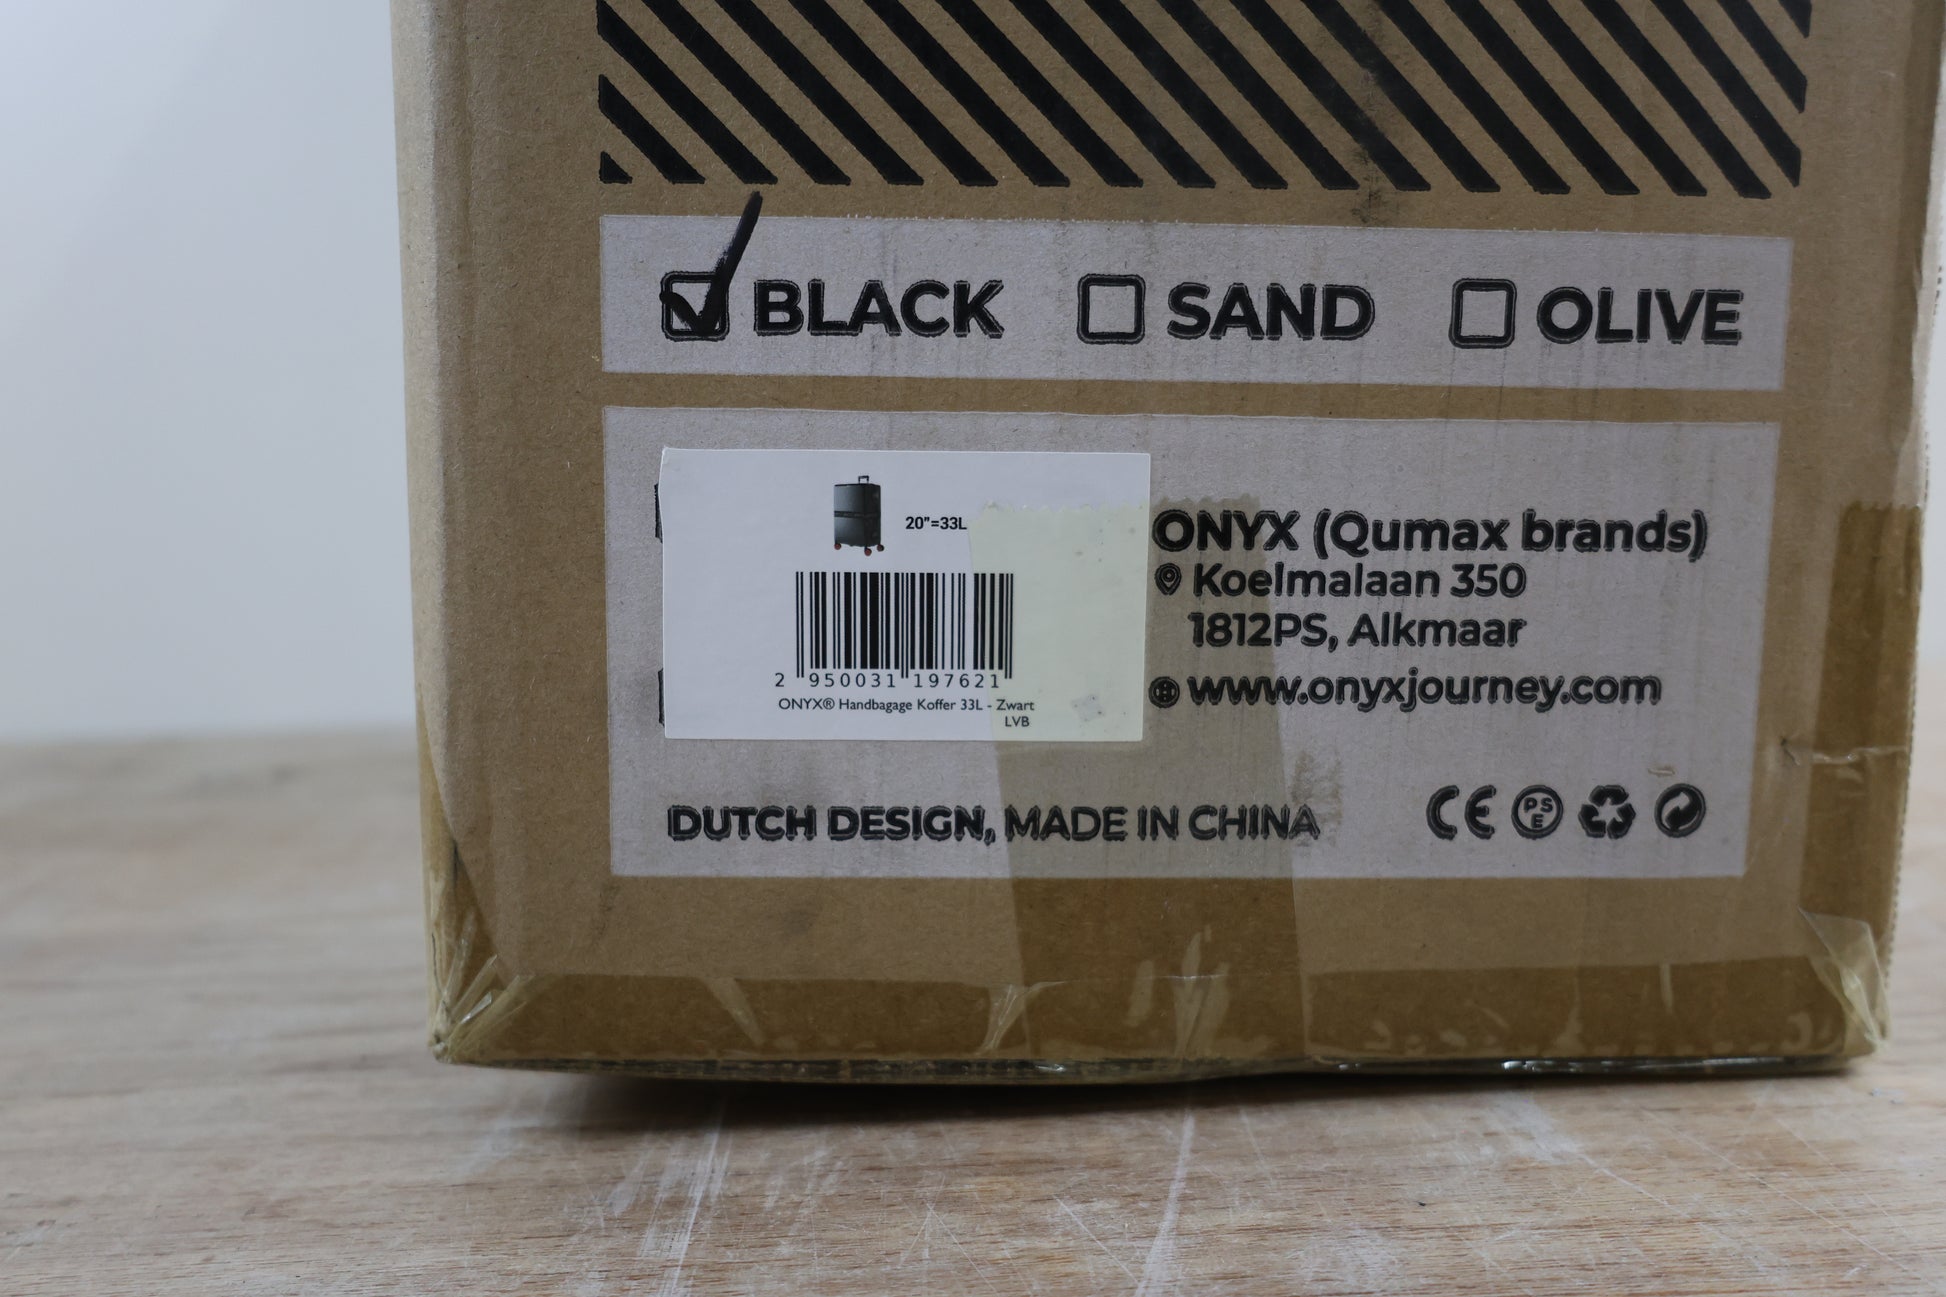 BLACK SAND OLIVE
20"=33L
2 950031 197621
ONYX® Handbagage Koffer 33L - Zwart
LVB
ONYX (Qumax brands)
Koelmalaan 350
1812PS, Alkmaar
www.onyxjourney.com
DUTCH DESIGN, MADE IN CHINA
CE PSE